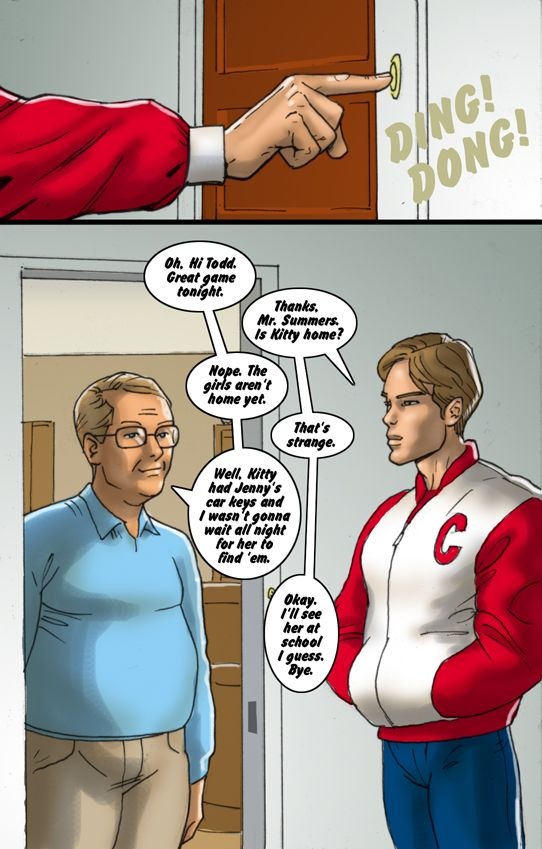 DING!
DONG!
Oh, Hi Todd.
Great game
tonight.
Thanks,
Mr. Summers.
Is Kitty home?
Nope. The
girls aren't
home yet.
That's
strange.
Well, Kitty
had Jenny's
car keys and
I wasn't gonna
wait all night
for her to
find 'em.
Okay.
I'll see
her at
school
I guess.
Bye.
C